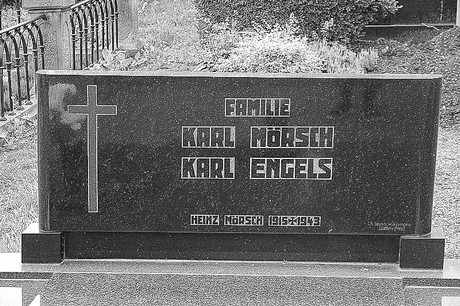 FAMILIE
KARL MÖRSCH
KARL ENGELS
HEINZ MÖRSCH 1915 X 1943